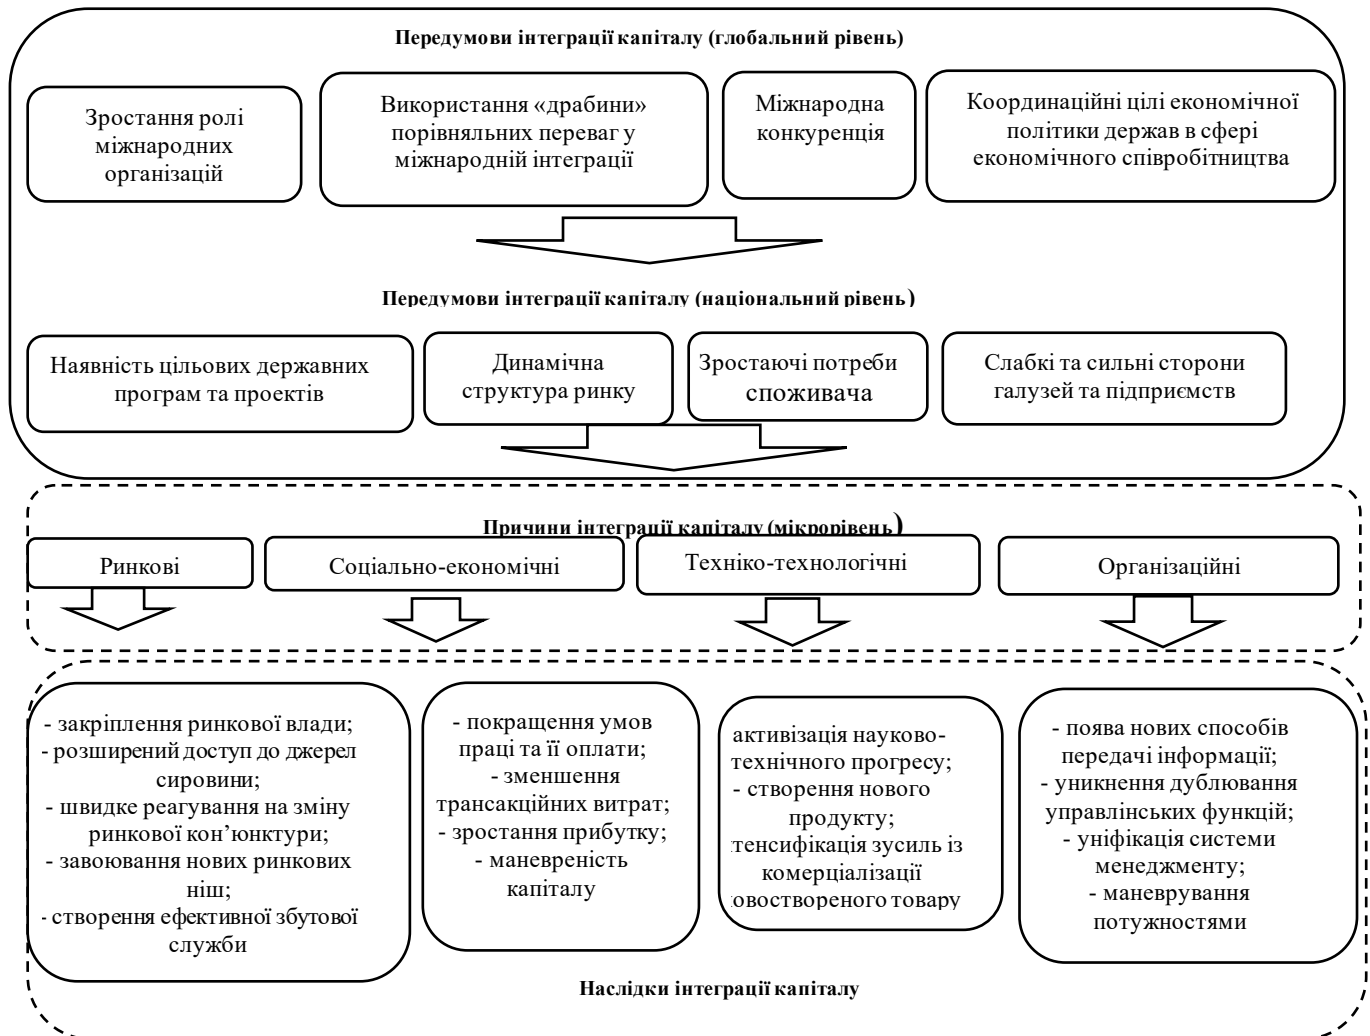 Передумови інтеграції капіталу (глобальний рівень)
Зростання ролі
міжнародних
організацій
Використання «драбини»
порівняльних переваг у
міжнародній інтеграції
Міжнародна
конкуренція
Координаційні цілі економічної
політики держав в сфері
економічного співробітництва
Передумови інтеграції капіталу (національний рівень)
Наявність цільових державних
програм та проектів
Динамічна
структура ринку
Зростаючі потреби
споживача
Слабкі та сильні сторони
галузей та підприємств
Причини інтеграції капіталу (мікрорівень)
Ринкові
Соціально-економічні
Техніко-технологічні
Організаційні
- закріплення ринкової влади;
- розширений доступ до джерел
сировини;
- швидке реагування на зміну
ринкової кон’юнктури;
- завоювання нових ринкових
ніш;
- створення ефективної збутової
служби
- покращення умов
праці та її оплати;
- зменшення
трансакційних витрат;
- зростання прибутку;
- маневреність
капіталу
активізація науково-
технічного прогресу;
- створення нового
продукту;
тенсифікація зусиль із
комерціалізації
овоствореного товару
- поява нових способів
передачі інформації;
- уникнення дублювання
управлінських функцій;
- уніфікація системи
менеджменту;
- маневрування
потужностями
Наслідки інтеграції капіталу